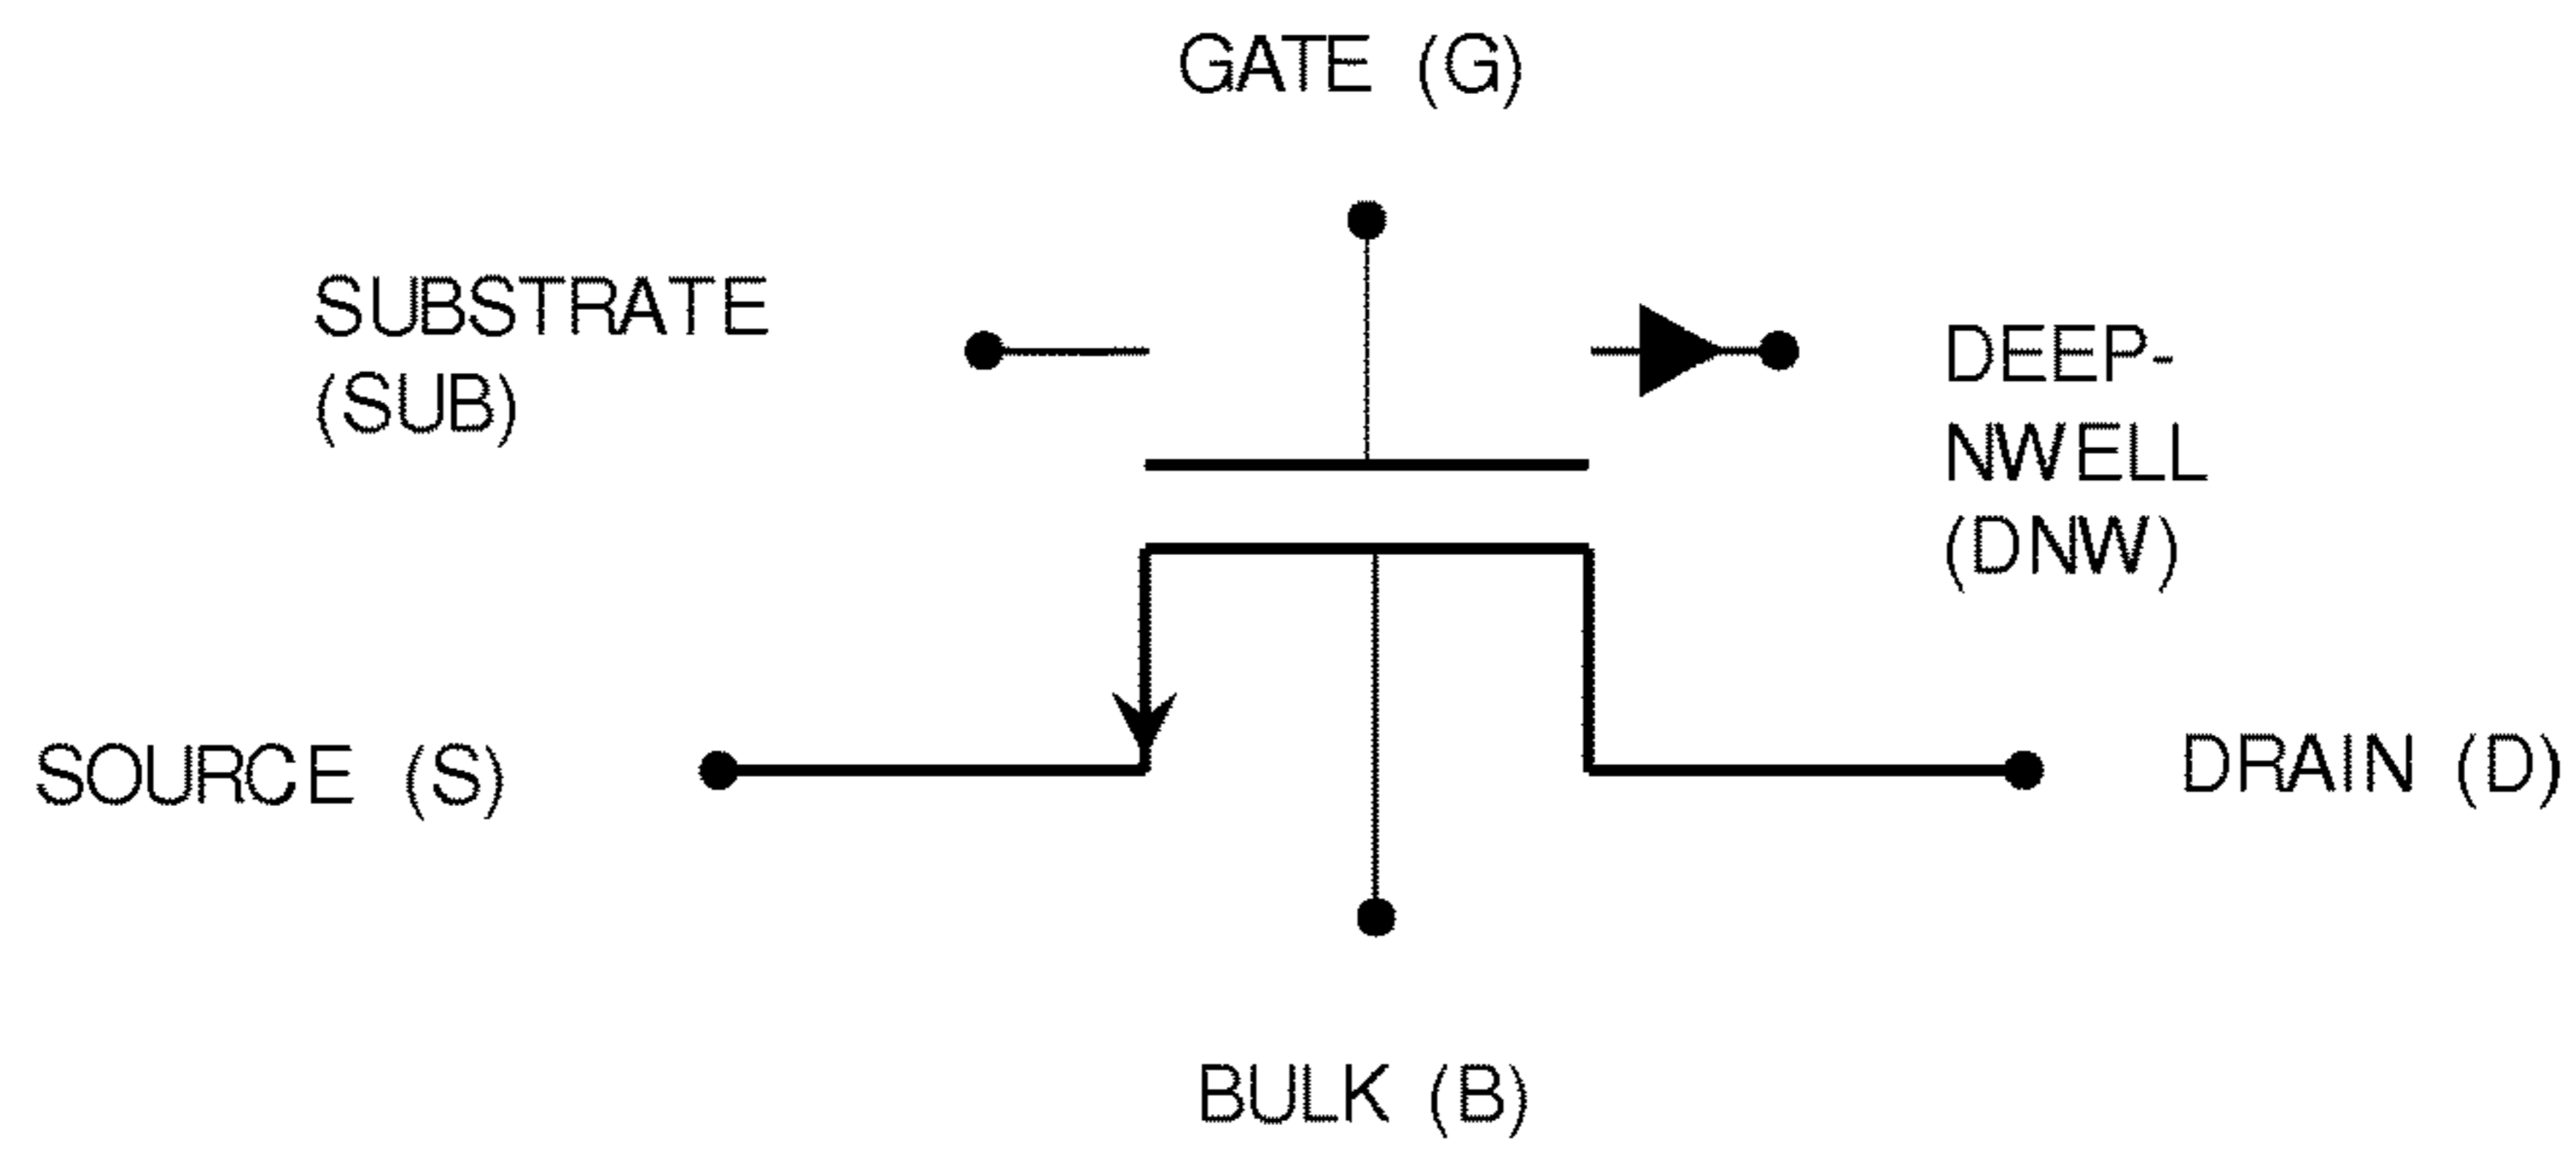 GATE (G)
SUBSTRATE
(SUB)
DEEP-
NWELL
(DNW)
SOURCE (S)
DRAIN (D)
BULK (B)